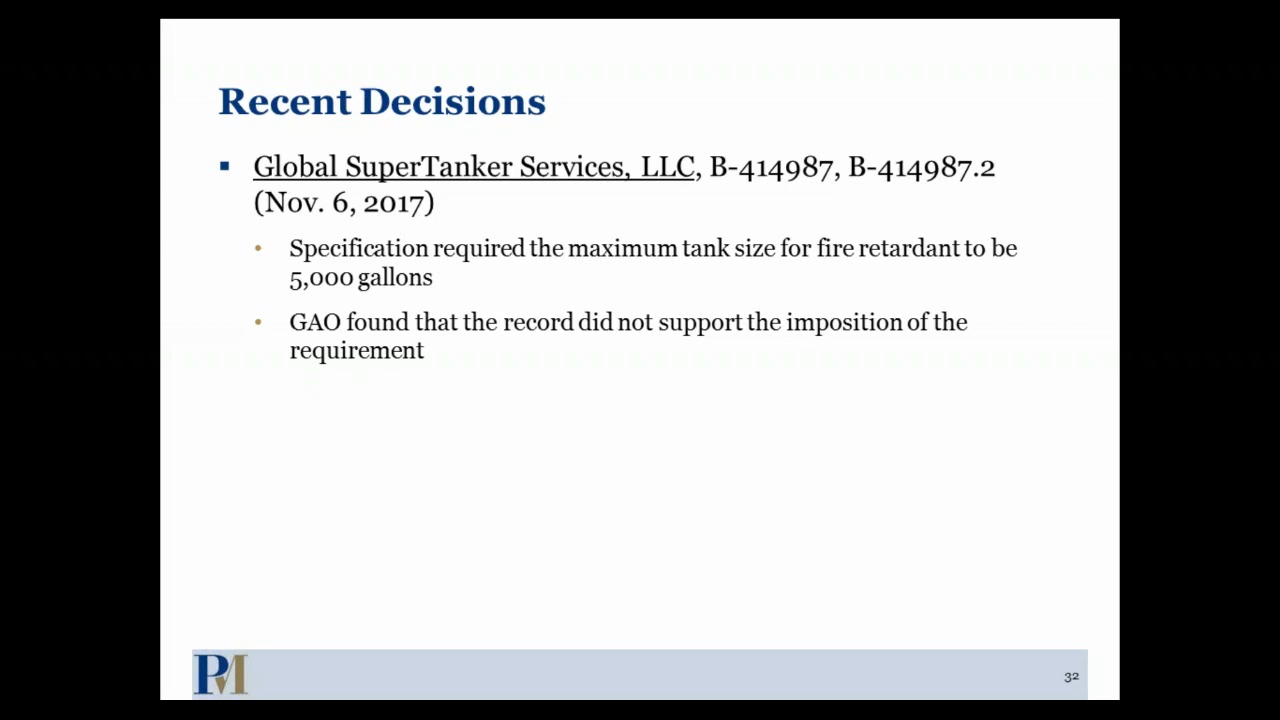 Recent Decisions
Global SuperTanker Services, LLC, B-414987, B-414987.2
(Nov. 6, 2017)
Specification required the maximum tank size for fire retardant to be
5,000 gallons
GAO found that the record did not support the imposition of the
requirement
PM
32